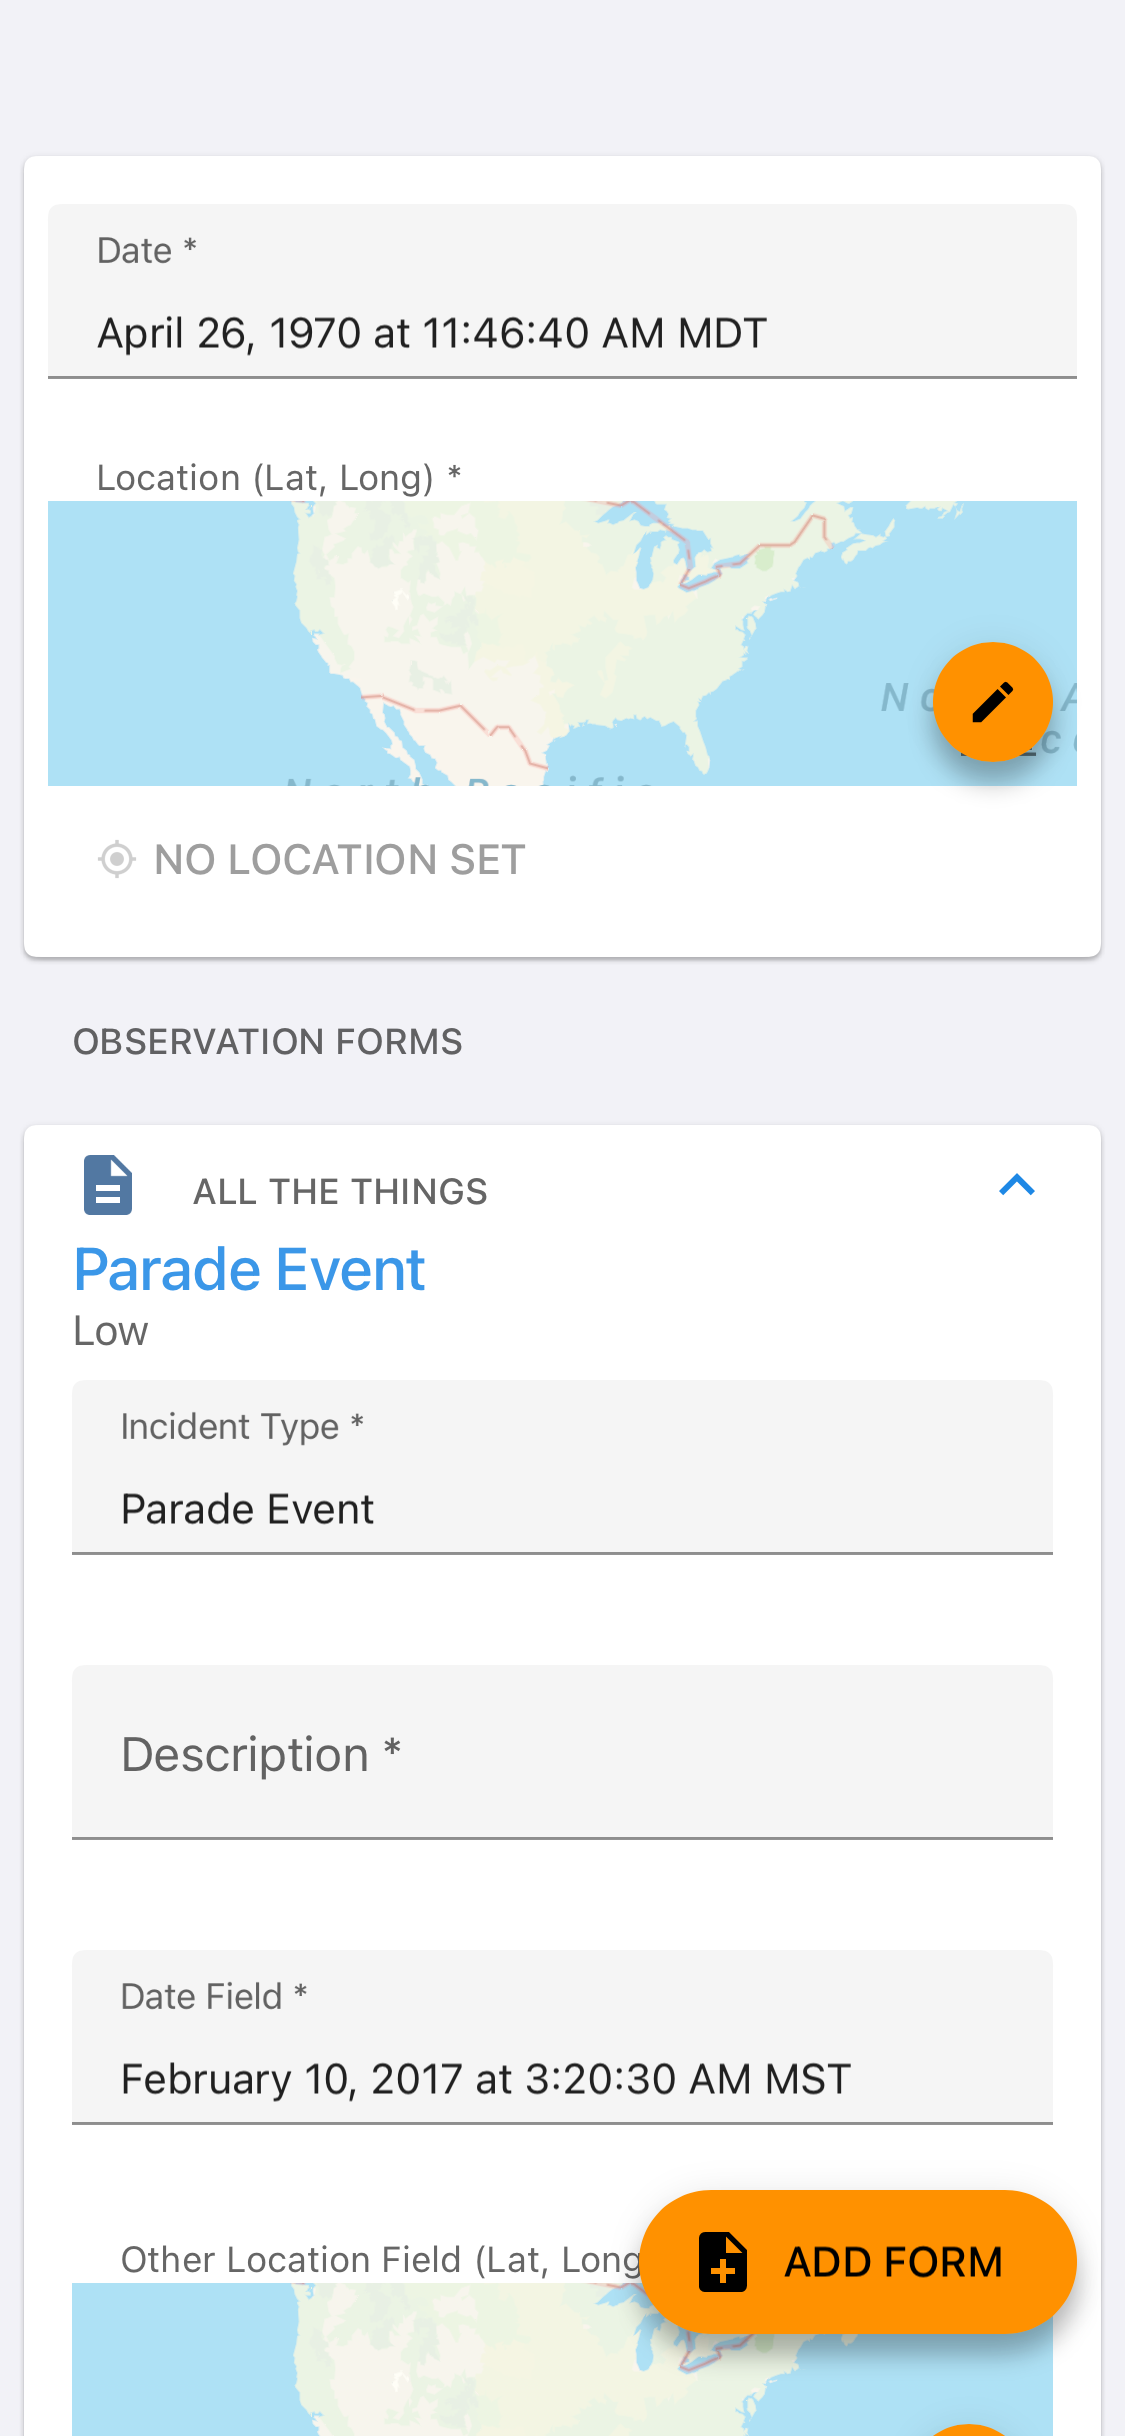 Date *
April 26, 1970 at 11:46:40 AM MDT
Location (Lat, Long) *
North Pacific
NO LOCATION SET
OBSERVATION FORMS
ALL THE THINGS
Parade Event
Low
Incident Type *
Parade Event
Description *
Date Field *
February 10, 2017 at 3:20:30 AM MST
Other Location Field (Lat, Long
ADD FORM